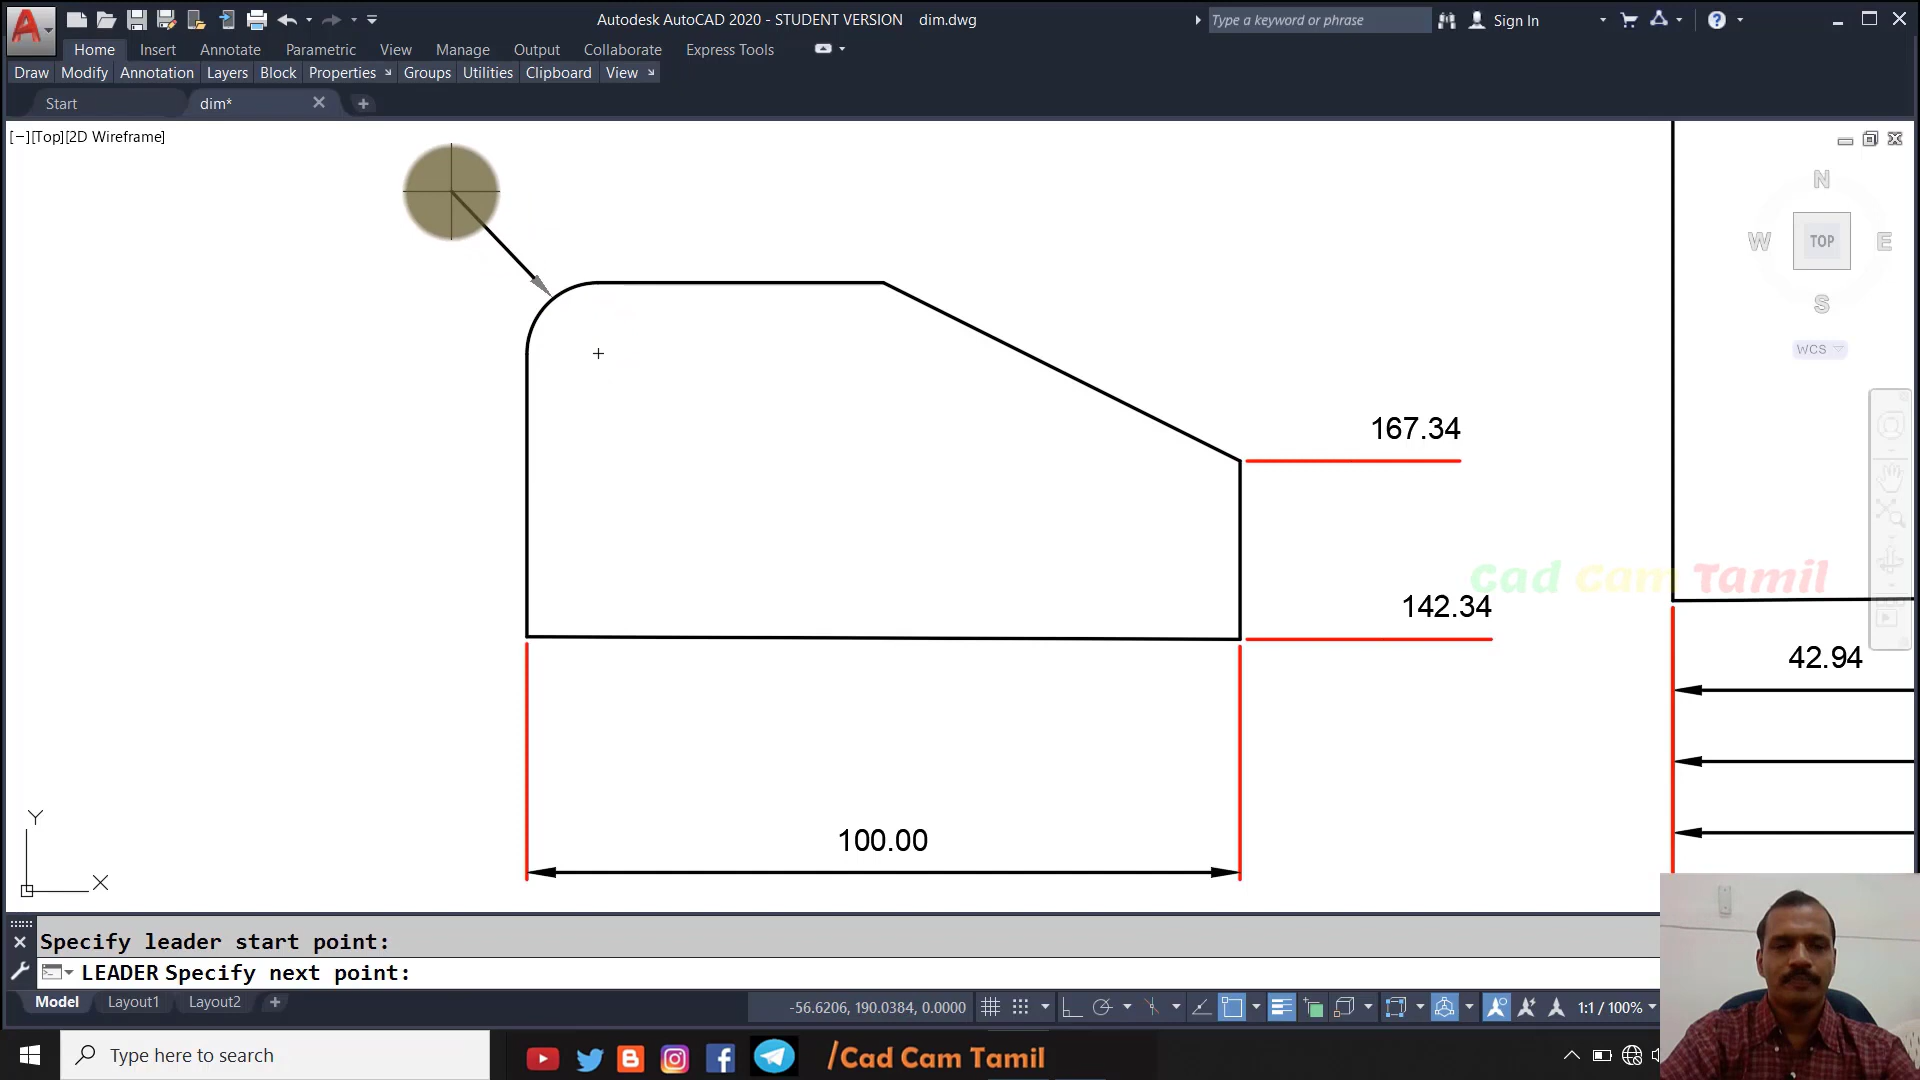 Autodesk AutoCAD 2020 - STUDENT VERSION dim.dwg
Type a keyword or phrase
Sign In
Home Insert Annotate Parametric View Manage Output Collaborate Express Tools
Draw Modify Annotation Layers Block Properties Groups Utilities Clipboard View
Start dim*
[−][Top][2D Wireframe]
N
W TOP E
S
WCS
167.34
Cad Cam Tamil
142.34
42.94
100.00
Y
X
Specify leader start point:
LEADER Specify next point:
Model Layout1 Layout2
-56.6206, 190.0384, 0.0000
1:1 / 100%
Type here to search
/Cad Cam Tamil